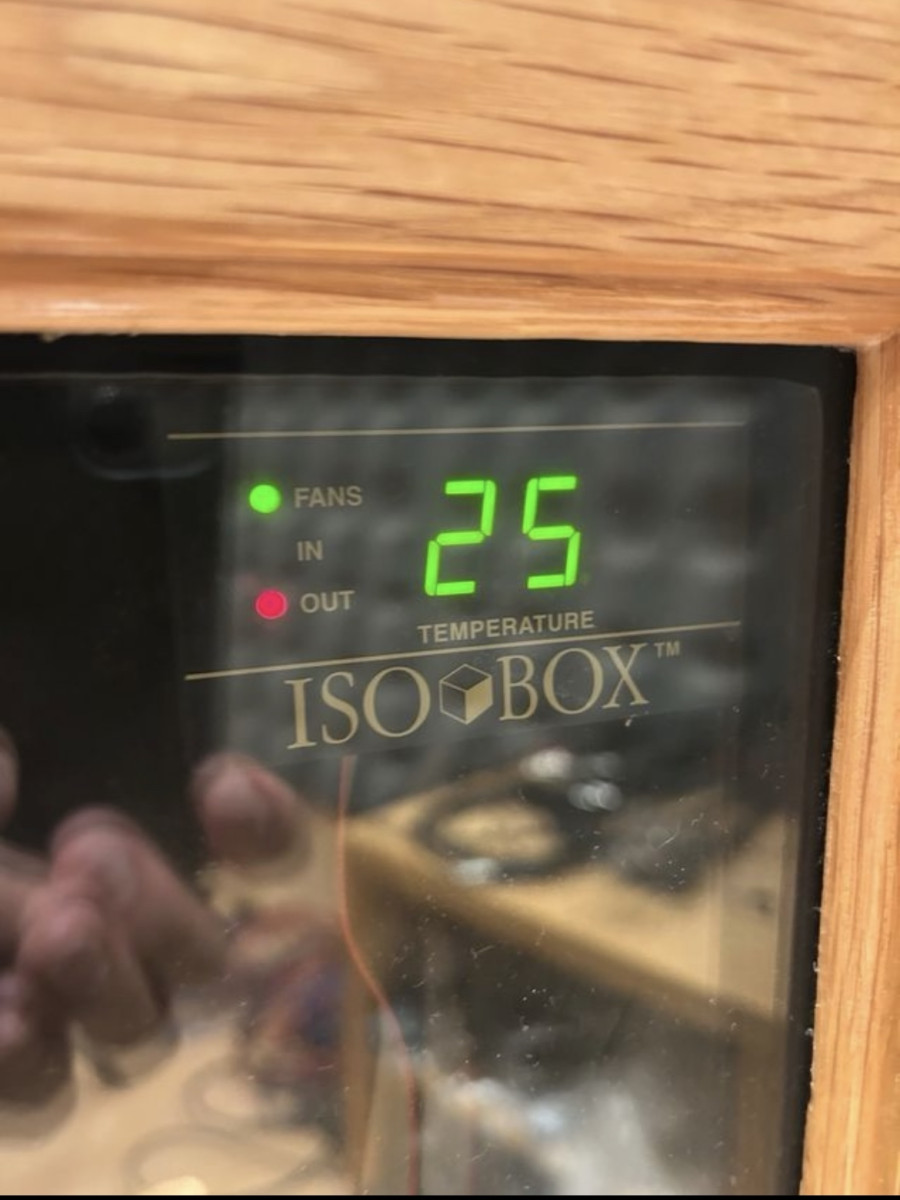 FANS
25
IN
OUT
TEMPERATURE
ISO BOX™